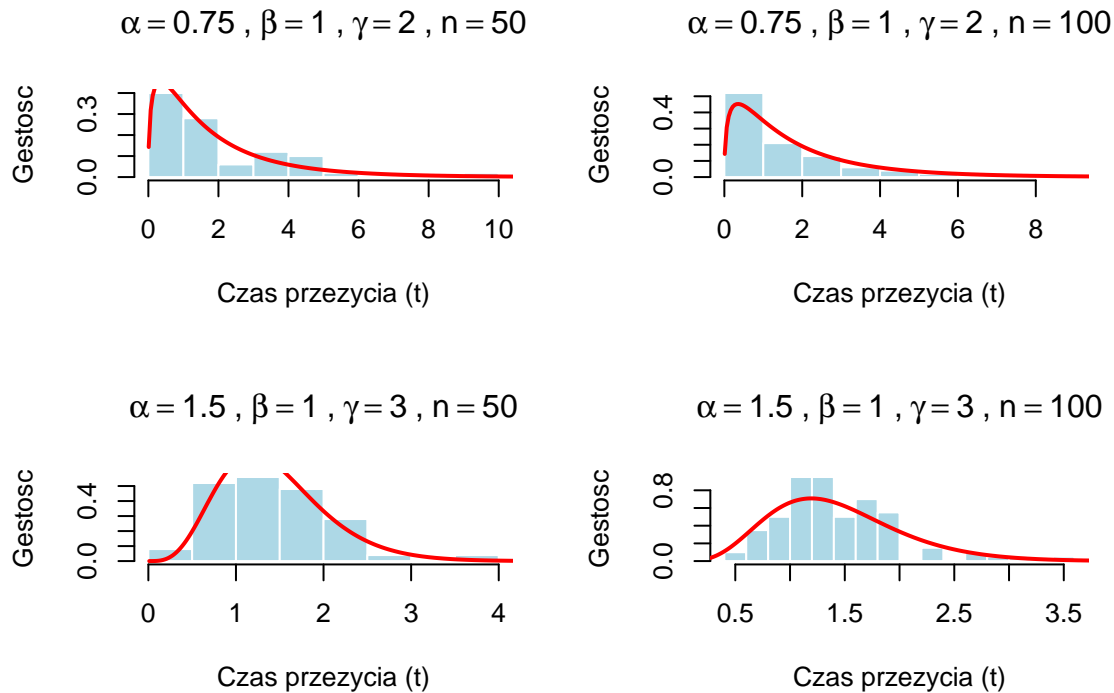 α = 0.75 , β = 1 , γ = 2 , n = 50
Gestosc
0.0 0.3
0 2 4 6 8 10
Czas przezycia (t)
α = 0.75 , β = 1 , γ = 2 , n = 100
Gestosc
0.0 0.4
0 2 4 6 8
Czas przezycia (t)
α = 1.5 , β = 1 , γ = 3 , n = 50
Gestosc
0.0 0.4
0 1 2 3 4
Czas przezycia (t)
α = 1.5 , β = 1 , γ = 3 , n = 100
Gestosc
0.0 0.8
0.5 1.5 2.5 3.5
Czas przezycia (t)